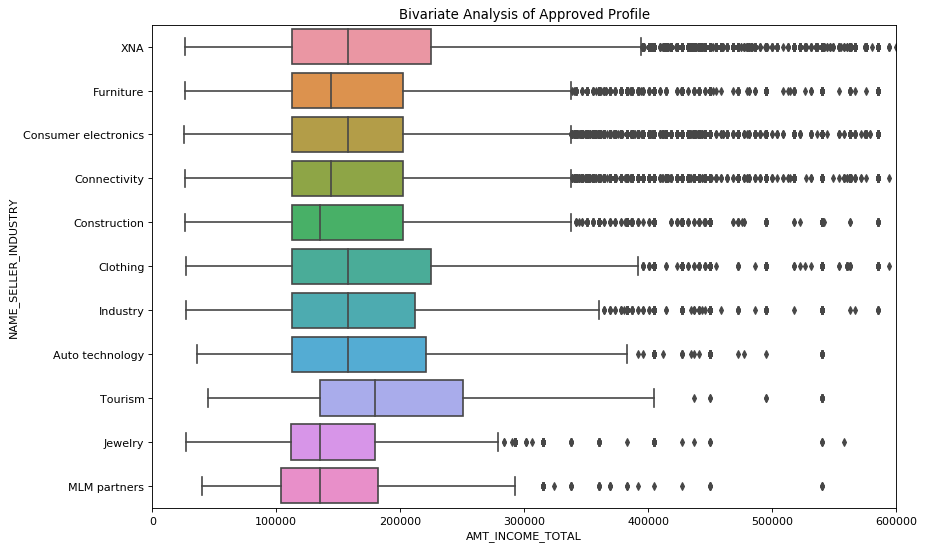 Bivariate Analysis of Approved Profile
NAME_SELLER_INDUSTRY
XNA
Furniture
Consumer electronics
Connectivity
Construction
Clothing
Industry
Auto technology
Tourism
Jewelry
MLM partners
0
100000
200000
300000
400000
500000
600000
AMT_INCOME_TOTAL